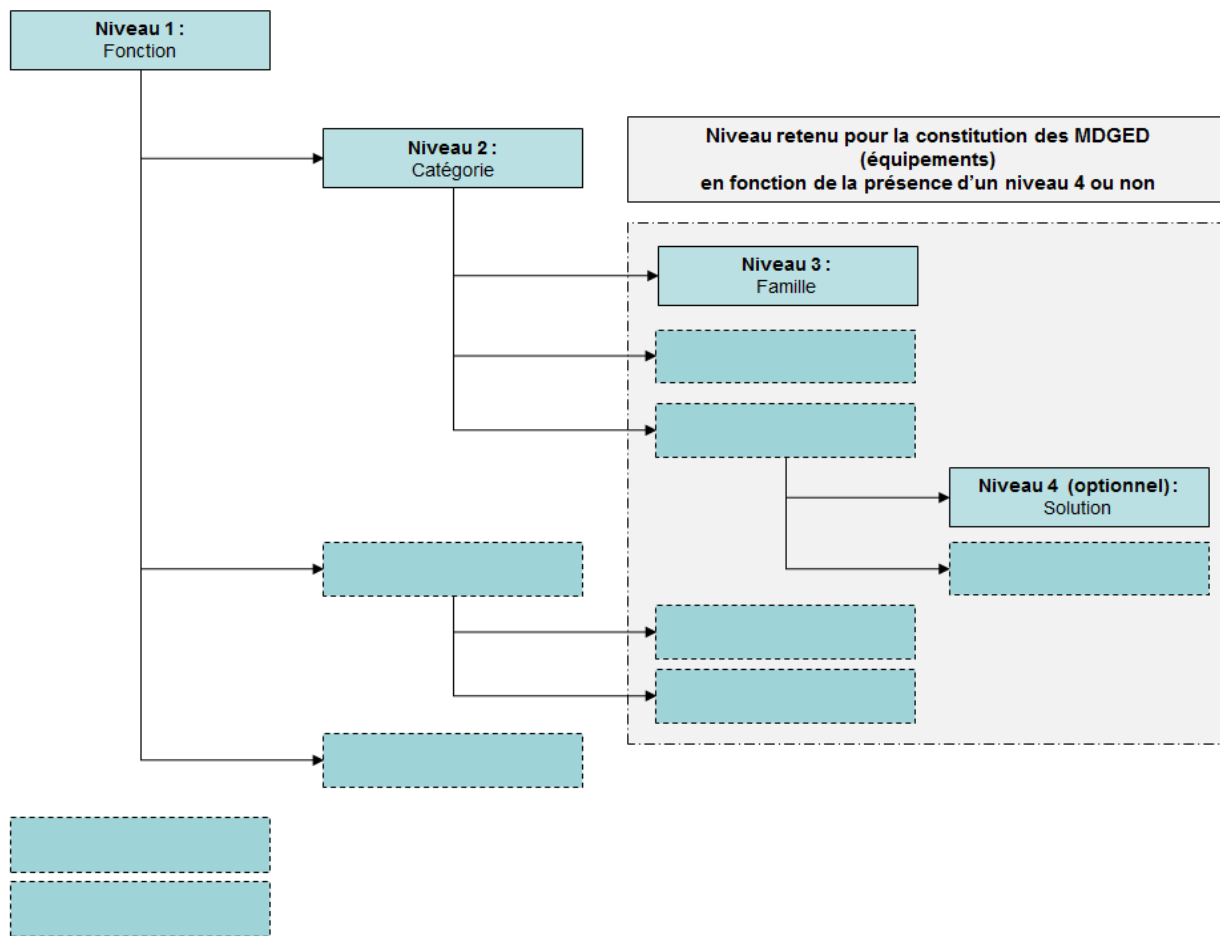 Niveau 1 :
Fonction
Niveau 2 :
Catégorie
Niveau retenu pour la constitution des MDGED
(équipements)
en fonction de la présence d'un niveau 4 ou non
Niveau 3 :
Famille
Niveau 4 (optionnel) :
Solution